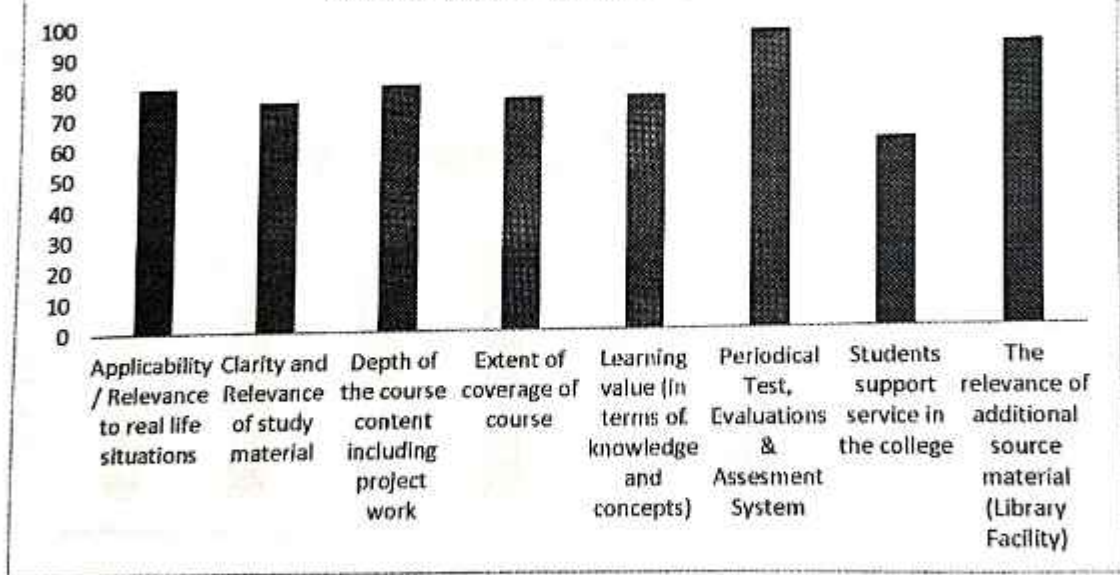 100
90
80
70
60
50
40
30
20
10
0
Applicability
/ Relevance
to real life
situations
Clarity and
Relevance
of study
material
Depth of
the course
content
including
project
work
Extent of
coverage of
course
Learning
value (in
terms of
knowledge
and
concepts)
Periodical
Test,
Evaluations
&
Assesment
System
Students
support
service in
the college
The
relevance of
additional
source
material
(Library
Facility)